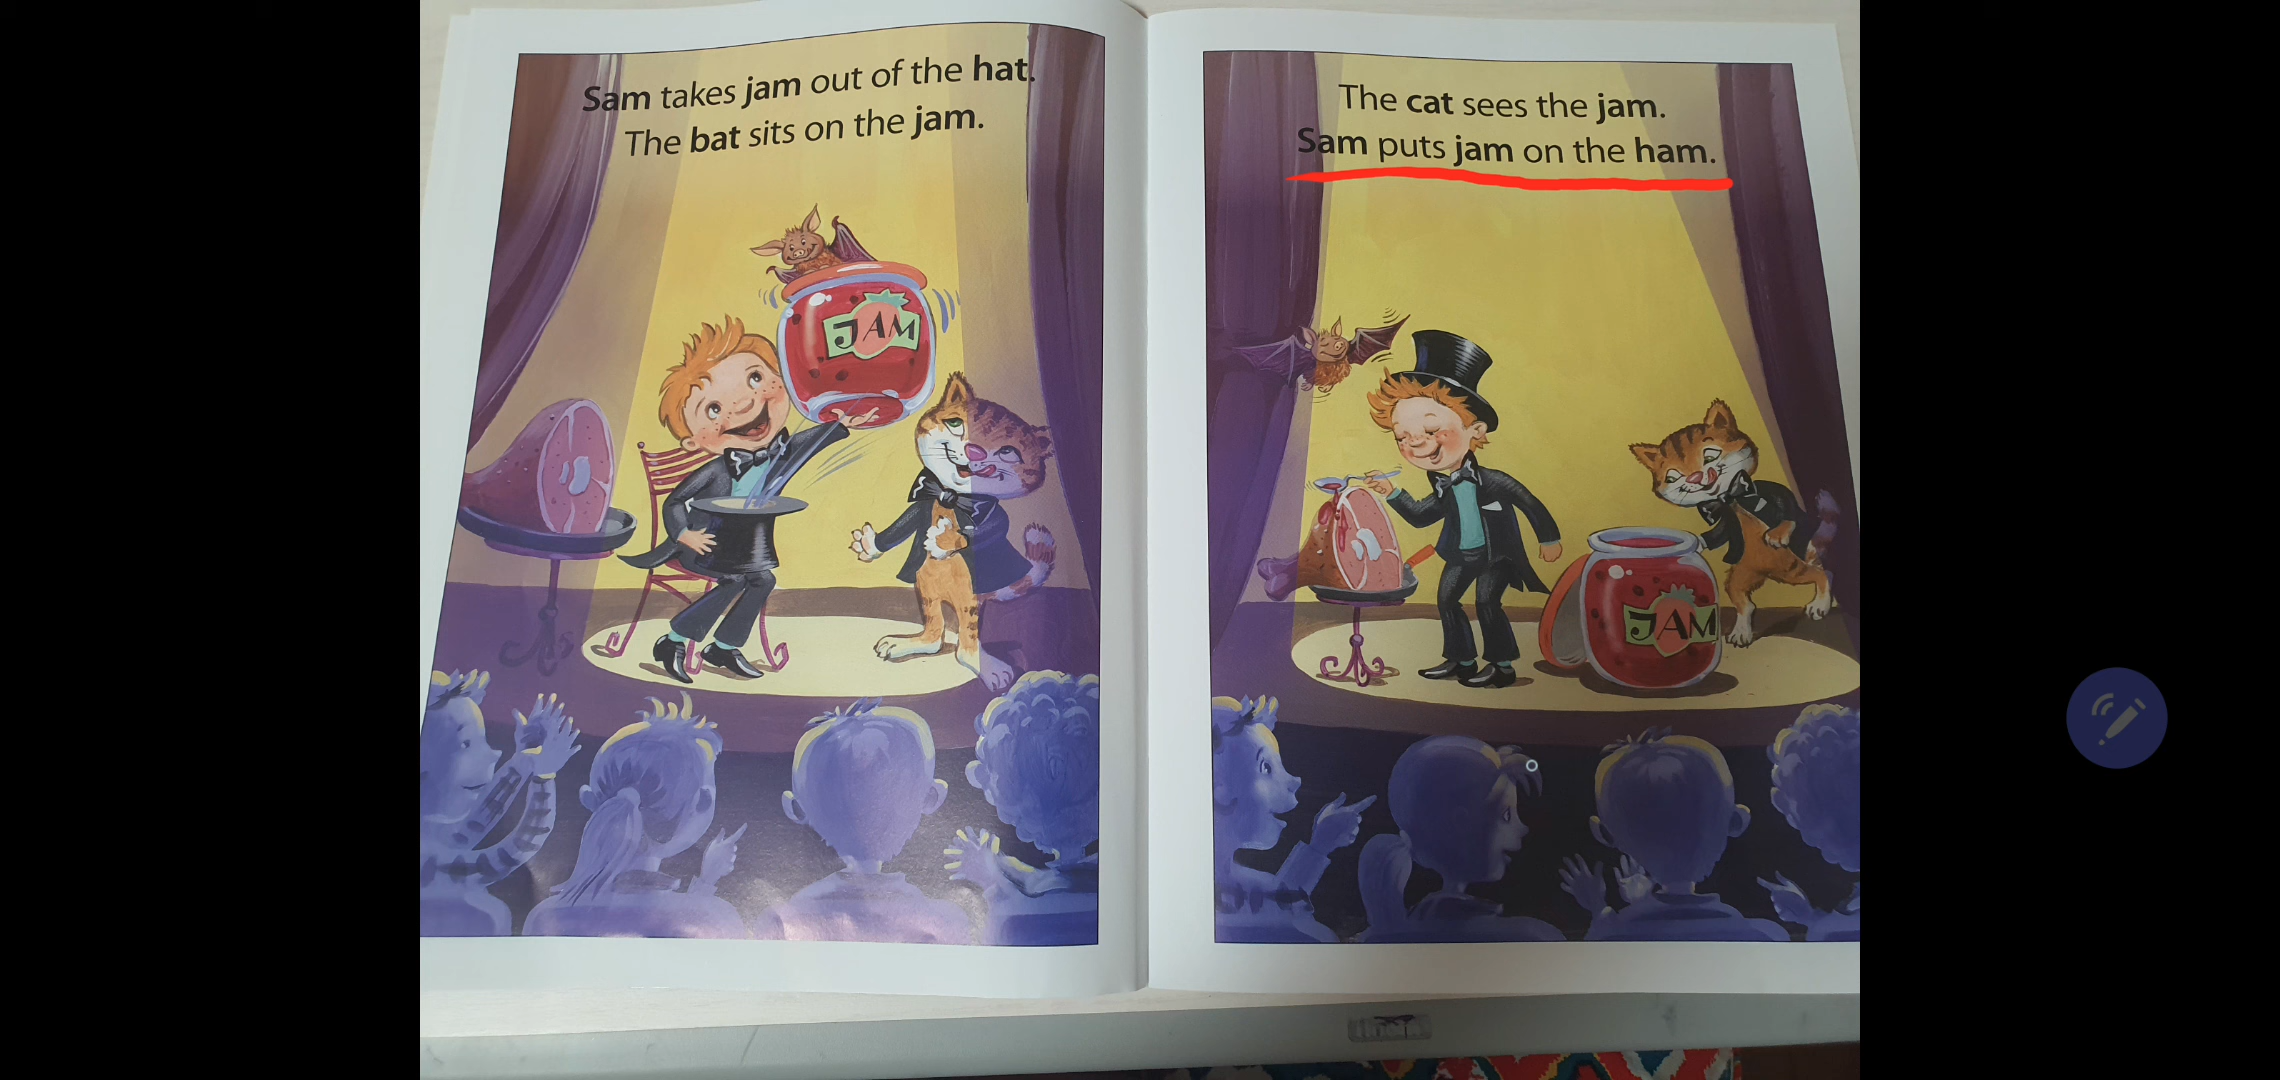 Sam takes jam out of the hat.
The bat sits on the jam.
JAM
The cat sees the jam.
Sam puts jam on the ham.
JAM